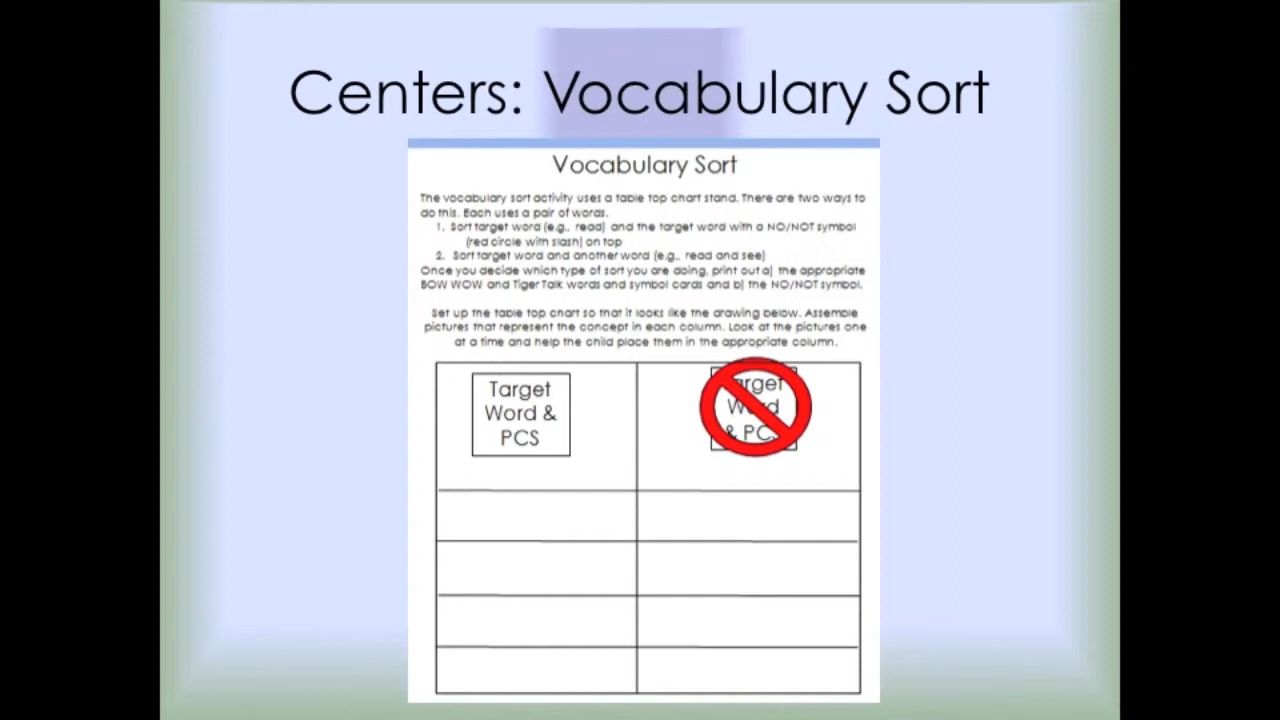 Centers: Vocabulary Sort
Vocabulary Sort
The vocabulary sort activity uses a table top chart stand. There are two ways to
do this. Each uses a pair of words.
1. Sort target word (e.g., read) and the target word with a NO/NOT symbol
(red circle with slash) on top
2. Sort target word and another word (e.g., read and see)
Once you decide which type of sort you are doing, print out a) the appropriate
BOW WOW and Tiger Talk words and symbol cards and b) the NO/NOT symbol.
Set up the table top chart so that it looks like the drawing below. Assemble
pictures that represent the concept in each column. Look at the pictures one
at a time and help the child place them in the appropriate column.
Target
Word &
PCS
Target
Word
& PCS